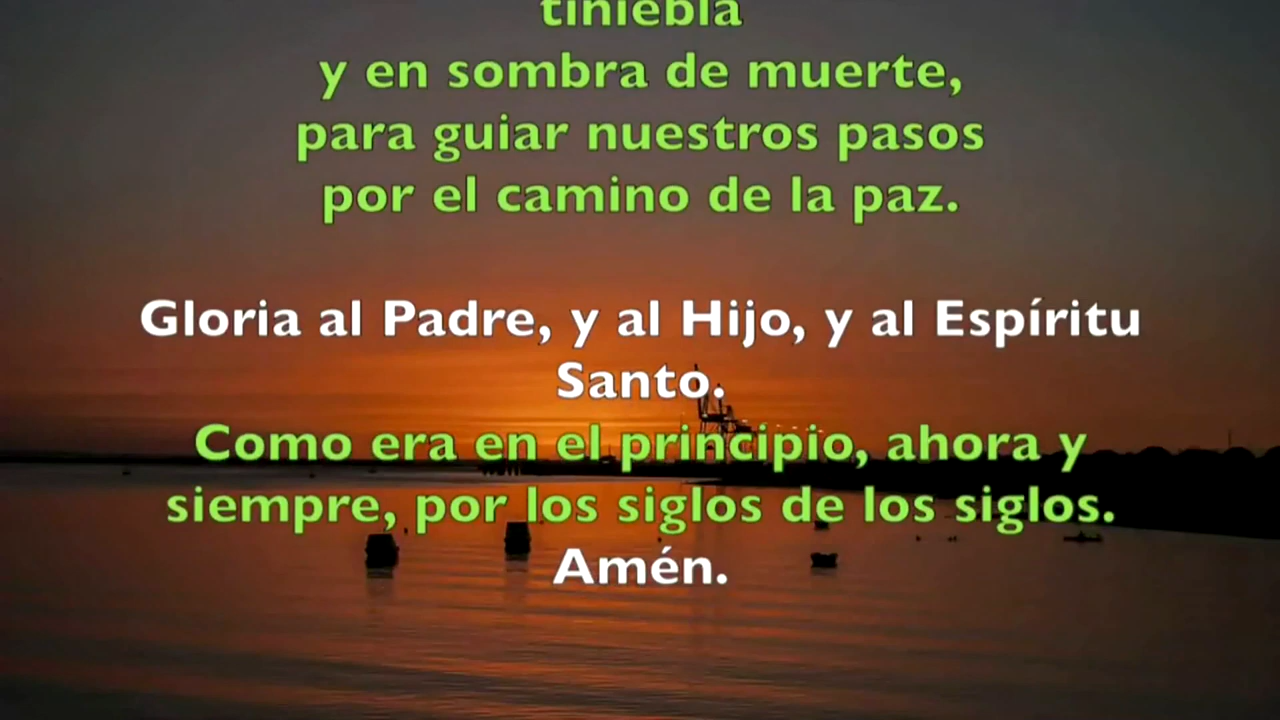 tiniebla
y en sombra de muerte,
para guiar nuestros pasos
por el camino de la paz.
Gloria al Padre, y al Hijo, y al Espíritu
Santo.
Como era en el principio, ahora y
siempre, por los siglos de los siglos.
Amén.